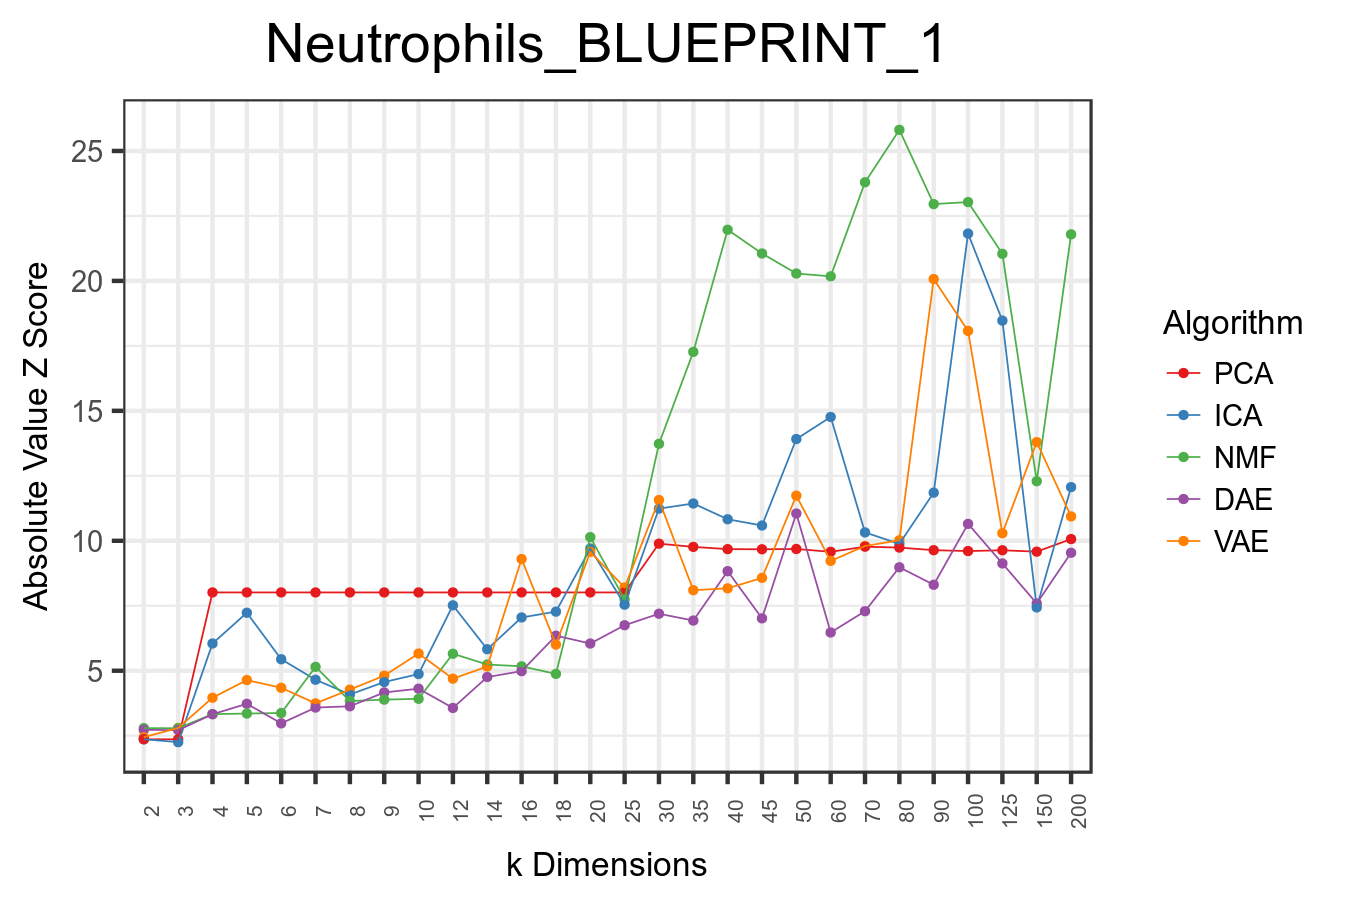 Neutrophils_BLUEPRINT_1
Absolute Value Z Score
25
20
15
10
5
2 3 4 5 6 7 8 9 10 12 14 16 18 20 25 30 35 40 45 50 60 70 80 90 100 125 150 200
k Dimensions
Algorithm
PCA
ICA
NMF
DAE
VAE